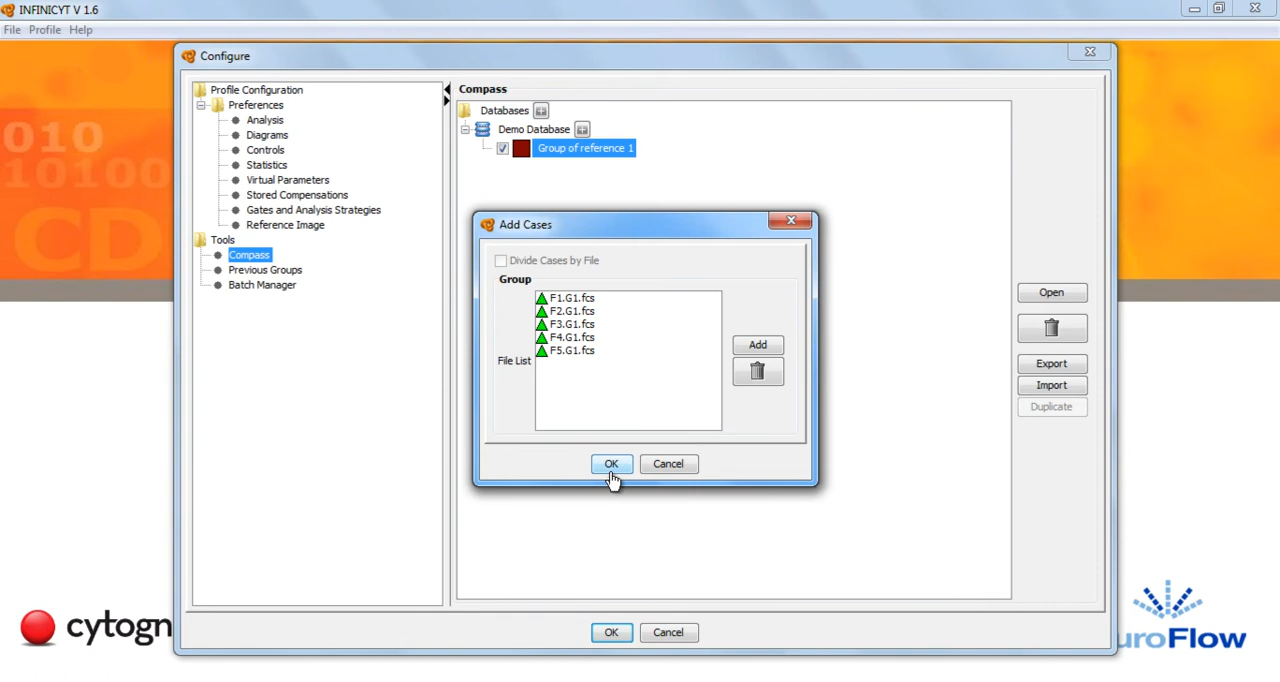 INFINICYT V 1.6
File Profile Help
Configure
Profile Configuration
Preferences
Analysis
Diagrams
Controls
Statistics
Virtual Parameters
Stored Compensations
Gates and Analysis Strategies
Reference Image
Tools
Compass
Previous Groups
Batch Manager
Compass
Databases
Demo Database
Group of reference 1
Add Cases
Divide Cases by File
Group
F1.G1.fcs
F2.G1.fcs
F3.G1.fcs
F4.G1.fcs
F5.G1.fcs
File List
Add
OK Cancel
Open
Export
Import
Duplicate
OK Cancel
010
10100
CD
cytogn
uroFlow